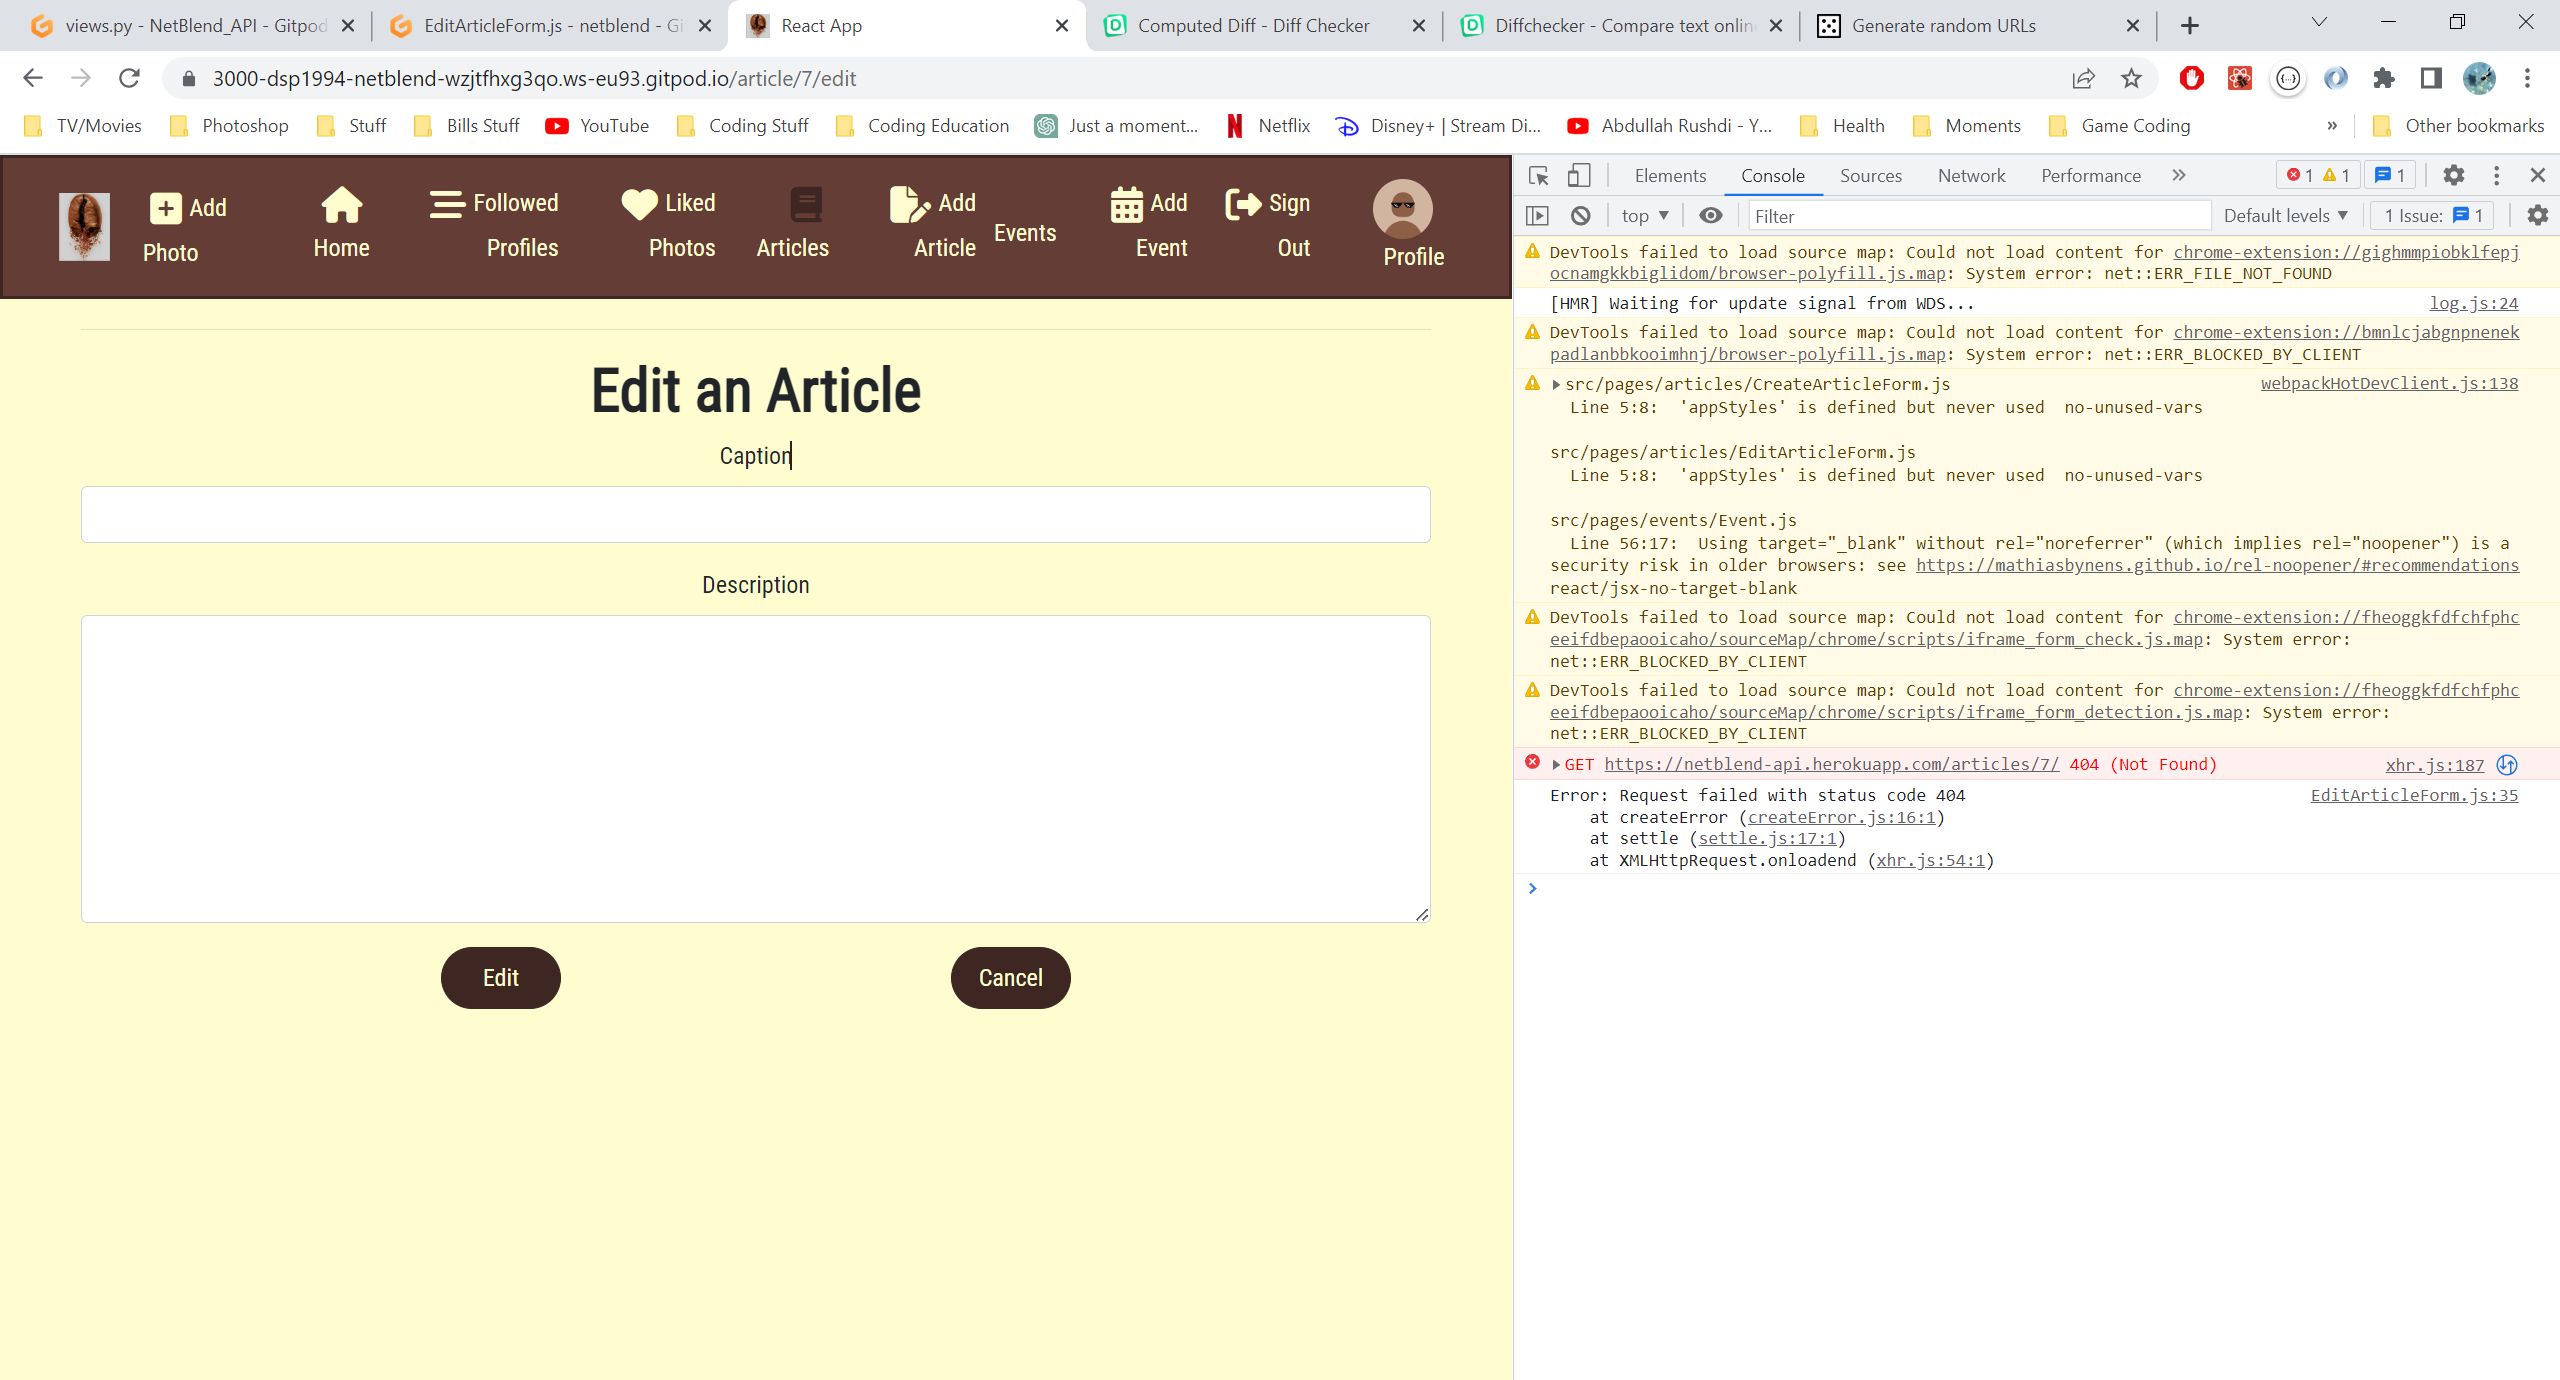 views.py - NetBlend_API - Gitpod
EditArticleForm.js - netblend - Gi
React App
Computed Diff - Diff Checker
Diffchecker - Compare text onlin
Generate random URLs
3000-dsp1994-netblend-wzjtfhxg3qo.ws-eu93.gitpod.io/article/7/edit
TV/Movies
Photoshop
Stuff
Bills Stuff
YouTube
Coding Stuff
Coding Education
Just a moment...
Netflix
Disney+ | Stream Di...
Abdullah Rushdi - Y...
Health
Moments
Game Coding
»
Other bookmarks
Add Photo
Home
Followed Profiles
Liked Photos
Articles
Add Article
Events
Add Event
Sign Out
Profile
Edit an Article
Caption
Description
Edit
Cancel
Elements
Console
Sources
Network
Performance
»
1
1
1
top ▼
Filter
Default levels ▼
1 Issue: 1
DevTools failed to load source map: Could not load content for chrome-extension://gighmmpiobklfepj
ocnamgkkbiglidom/browser-polyfill.js.map: System error: net::ERR_FILE_NOT_FOUND
[HMR] Waiting for update signal from WDS... log.js:24
DevTools failed to load source map: Could not load content for chrome-extension://bmnlcjabgnpnenek
padlanbbkooimhnj/browser-polyfill.js.map: System error: net::ERR_BLOCKED_BY_CLIENT
src/pages/articles/CreateArticleForm.js webpackHotDevClient.js:138
Line 5:8: 'appStyles' is defined but never used no-unused-vars
src/pages/articles/EditArticleForm.js
Line 5:8: 'appStyles' is defined but never used no-unused-vars
src/pages/events/Event.js
Line 56:17: Using target="_blank" without rel="noreferrer" (which implies rel="noopener") is a
security risk in older browsers: see https://mathiasbynens.github.io/rel-noopener/#recommendations
react/jsx-no-target-blank
DevTools failed to load source map: Could not load content for chrome-extension://fheoggkfdfchfphc
eeifdbepaooicaho/sourceMap/chrome/scripts/iframe_form_check.js.map: System error:
net::ERR_BLOCKED_BY_CLIENT
DevTools failed to load source map: Could not load content for chrome-extension://fheoggkfdfchfphc
eeifdbepaooicaho/sourceMap/chrome/scripts/iframe_form_detection.js.map: System error:
net::ERR_BLOCKED_BY_CLIENT
GET https://netblend-api.herokuapp.com/articles/7/ 404 (Not Found) xhr.js:187
Error: Request failed with status code 404 EditArticleForm.js:35
at createError (createError.js:16:1)
at settle (settle.js:17:1)
at XMLHttpRequest.onloadend (xhr.js:54:1)